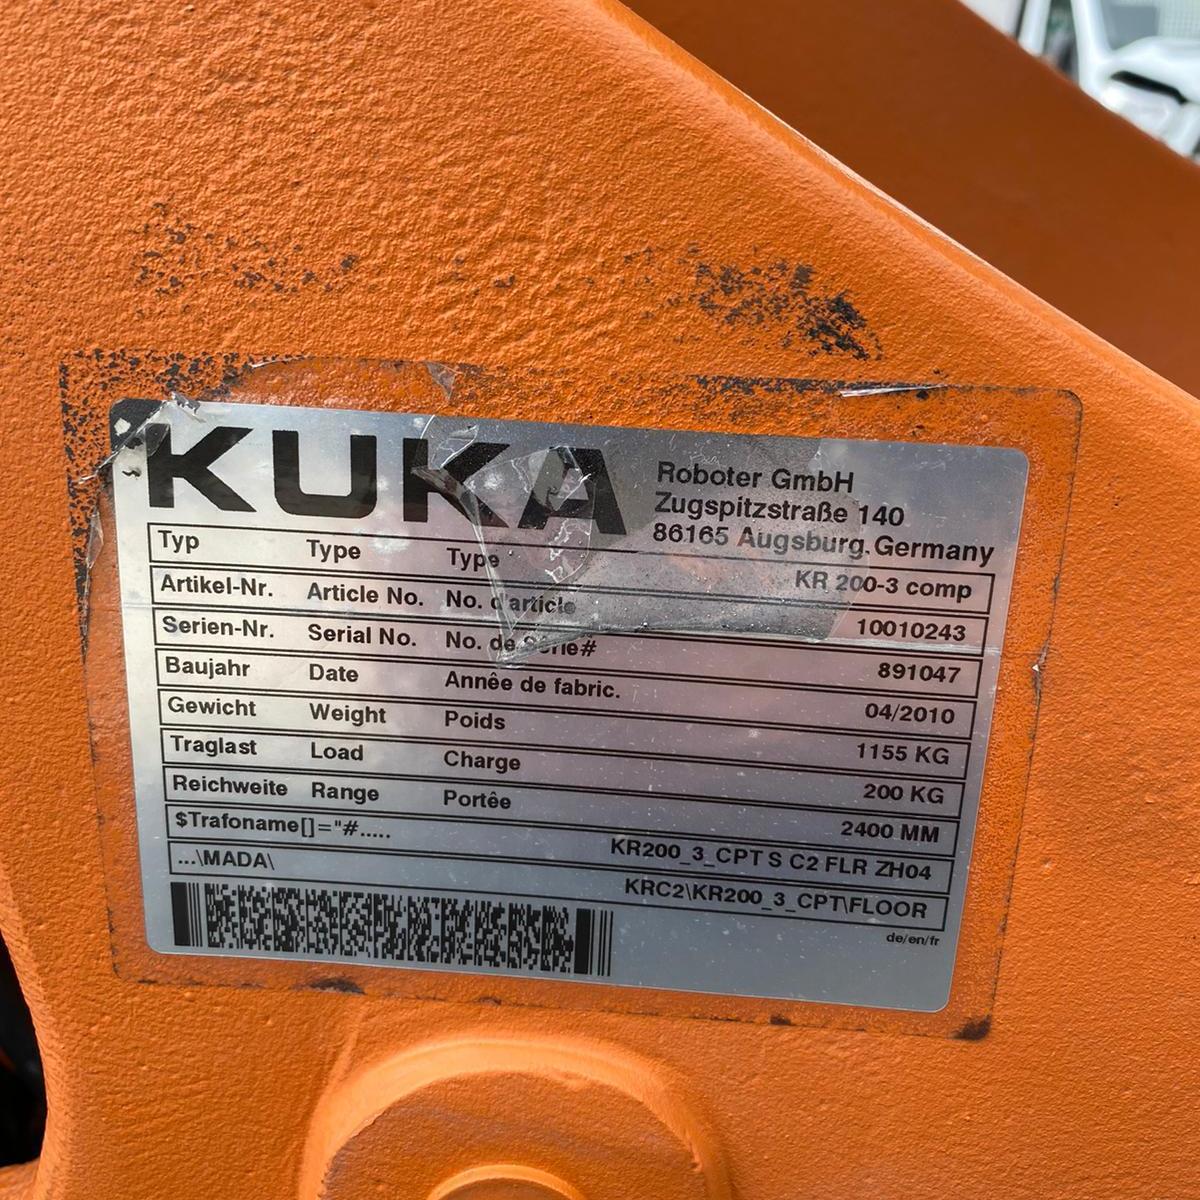 KUKA
Roboter GmbH
Zugspitzstraße 140
86165 Augsburg, Germany
Typ Type Type KR 200-3 comp
Artikel-Nr. Article No. No. d'article 10010243
Serien-Nr. Serial No. No. de Série# 891047
Baujahr Date Annêe de fabric. 04/2010
Gewicht Weight Poids 1155 KG
Traglast Load Charge 200 KG
Reichweite Range Portêe 2400 MM
$Trafoname[]="#..... KR200_3_CPT S C2 FLR ZH04
...\MADA\ KRC2\KR200_3_CPT\FLOOR
de/en/fr